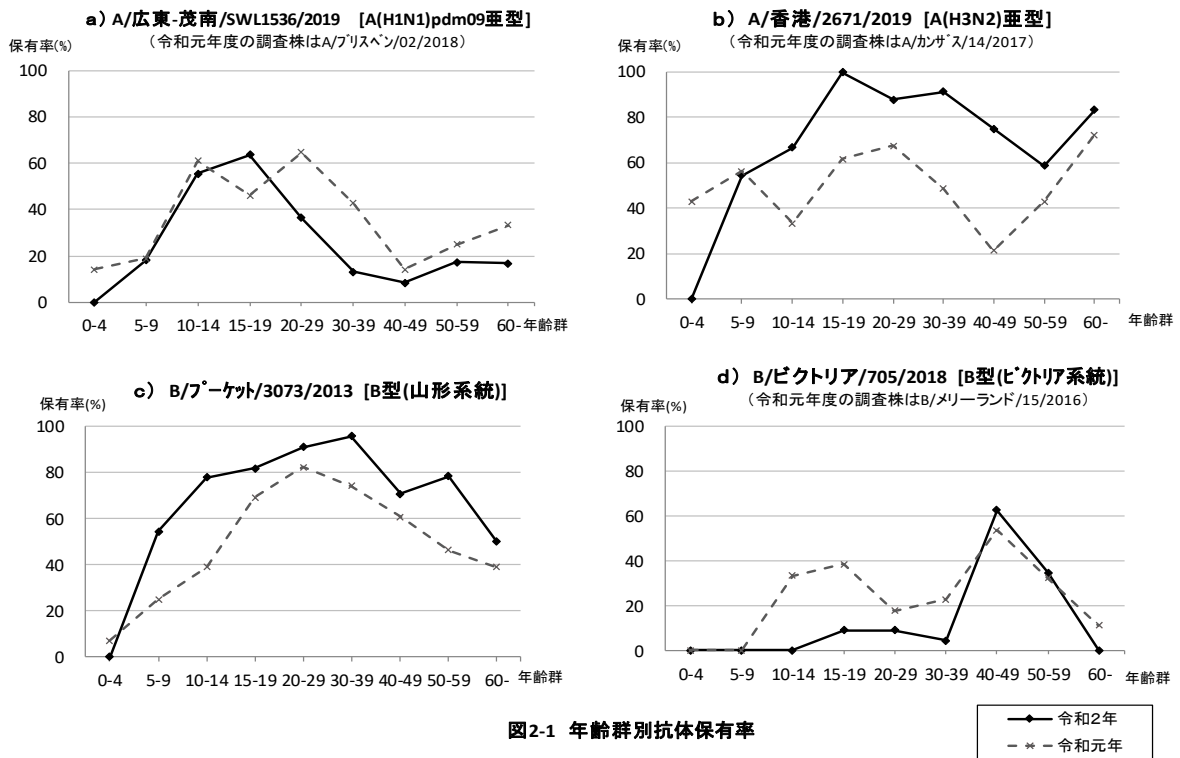 a) A/広東-茂南/SWL1536/2019 [A(H1N1)pdm09亜型]
(令和元年度の調査株はA/ﾌﾞﾘｽﾍﾞﾝ/02/2018)
保有率(%)
100
80
60
40
20
0
0-4 5-9 10-14 15-19 20-29 30-39 40-49 50-59 60- 年齢群
b) A/香港/2671/2019 [A(H3N2)亜型]
(令和元年度の調査株はA/ｶﾝｻﾞｽ/14/2017)
保有率(%)
100
80
60
40
20
0
0-4 5-9 10-14 15-19 20-29 30-39 40-49 50-59 60- 年齢群
c) B/ﾌﾟｰｹｯﾄ/3073/2013 [B型(山形系統)]
保有率(%)
100
80
60
40
20
0
0-4 5-9 10-14 15-19 20-29 30-39 40-49 50-59 60- 年齢群
d) B/ビクトリア/705/2018 [B型(ﾋﾞｸﾄﾘｱ系統)]
(令和元年度の調査株はB/ﾒﾘｰﾗﾝﾄﾞ/15/2016)
保有率(%)
100
80
60
40
20
0
0-4 5-9 10-14 15-19 20-29 30-39 40-49 50-59 60- 年齢群
図2-1 年齢群別抗体保有率
令和2年
令和元年